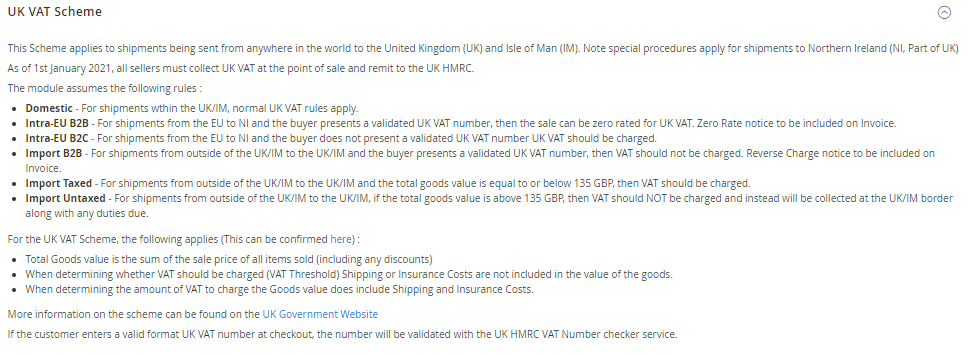 UK VAT Scheme
This Scheme applies to shipments being sent from anywhere in the world to the United Kingdom (UK) and Isle of Man (IM). Note special procedures apply for shipments to Northern Ireland (NI, Part of UK)
As of 1st January 2021, all sellers must collect UK VAT at the point of sale and remit to the UK HMRC.
The module assumes the following rules :
• Domestic - For shipments wthin the UK/IM, normal UK VAT rules apply.
• Intra-EU B2B - For shipments from the EU to NI and the buyer presents a validated UK VAT number, then the sale can be zero rated for UK VAT. Zero Rate notice to be included on Invoice.
• Intra-EU B2C - For shipments from the EU to NI and the buyer does not present a validated UK VAT number UK VAT should be charged.
• Import B2B - For shipments from outside of the UK/IM to the UK/IM and the buyer presents a validated UK VAT number, then VAT should not be charged. Reverse Charge notice to be included on
Invoice.
• Import Taxed - For shipments from outside of the UK/IM to the UK/IM and the total goods value is equal to or below 135 GBP, then VAT should be charged.
• Import Untaxed - For shipments from outside of the UK/IM to the UK/IM, if the total goods value is above 135 GBP, then VAT should NOT be charged and instead will be collected at the UK/IM border
along with any duties due.
For the UK VAT Scheme, the following applies (This can be confirmed here) :
• Total Goods value is the sum of the sale price of all items sold (including any discounts)
• When determining whether VAT should be charged (VAT Threshold) Shipping or Insurance Costs are not included in the value of the goods.
• When determining the amount of VAT to charge the Goods value does include Shipping and Insurance Costs.
More information on the scheme can be found on the UK Government Website
If the customer enters a valid format UK VAT number at checkout, the number will be validated with the UK HMRC VAT Number checker service.